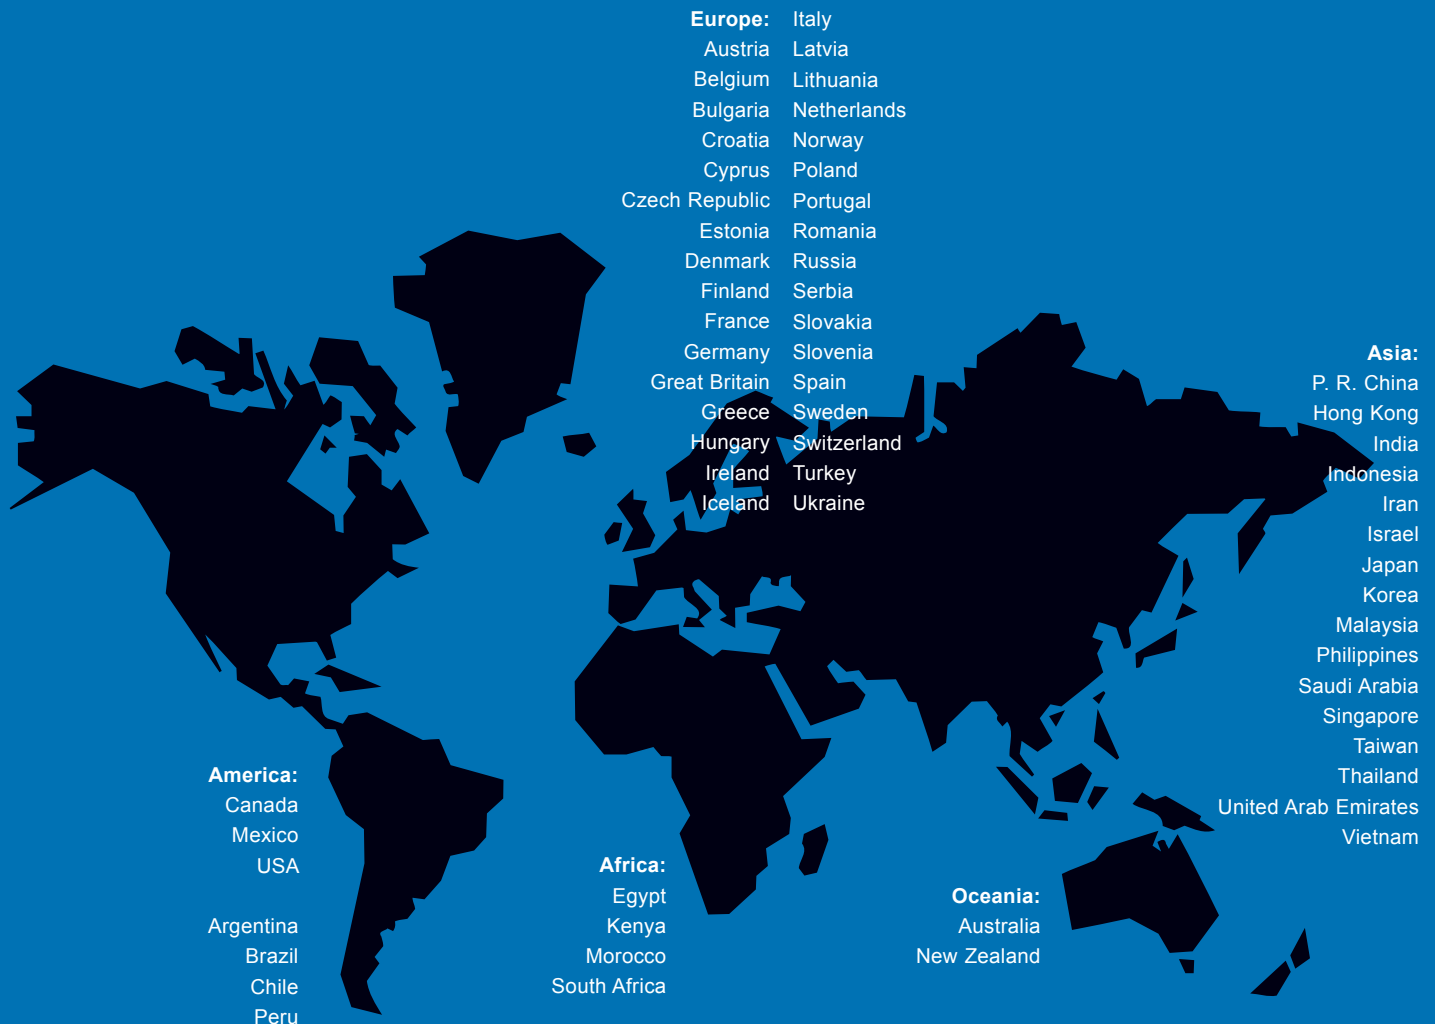 Europe:
Austria
Belgium
Bulgaria
Croatia
Cyprus
Czech Republic
Estonia
Denmark
Finland
France
Germany
Great Britain
Greece
Hungary
Ireland
Iceland
Italy
Latvia
Lithuania
Netherlands
Norway
Poland
Portugal
Romania
Russia
Serbia
Slovakia
Slovenia
Spain
Sweden
Switzerland
Turkey
Ukraine
Asia:
P. R. China
Hong Kong
India
Indonesia
Iran
Israel
Japan
Korea
Malaysia
Philippines
Saudi Arabia
Singapore
Taiwan
Thailand
United Arab Emirates
Vietnam
America:
Canada
Mexico
USA
Argentina
Brazil
Chile
Peru
Africa:
Egypt
Kenya
Morocco
South Africa
Oceania:
Australia
New Zealand